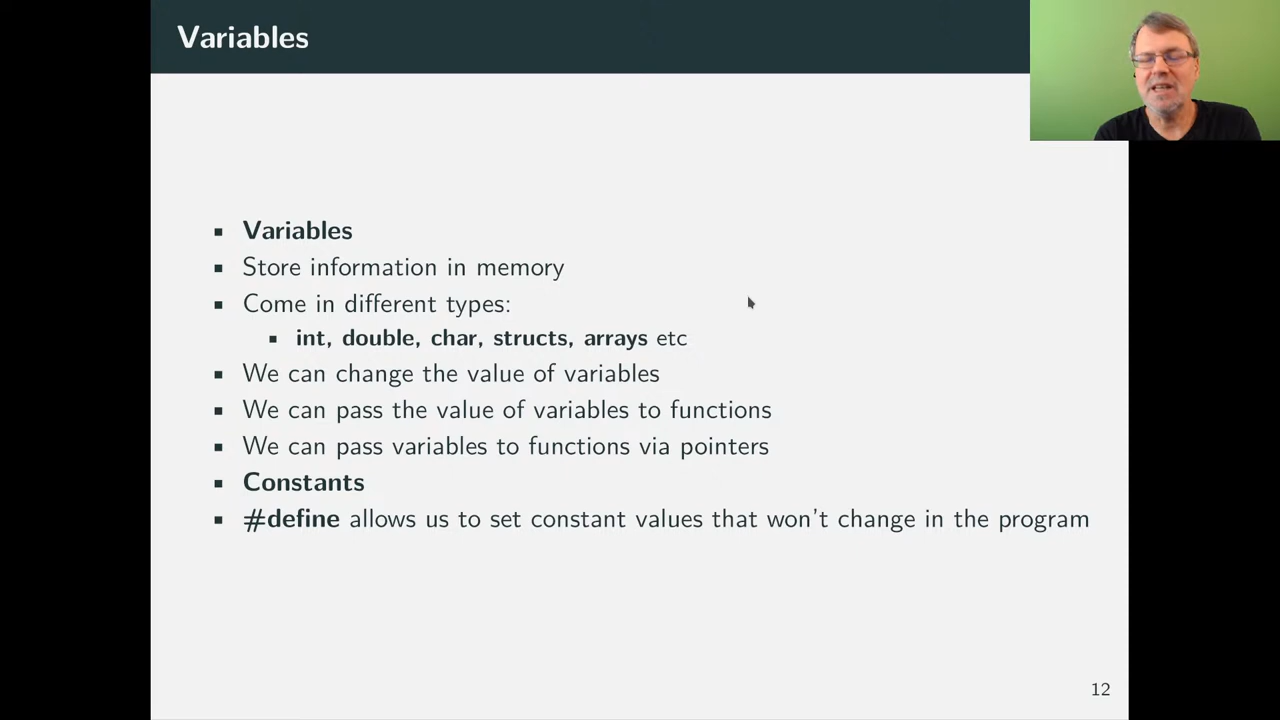 Variables
Variables
Store information in memory
Come in different types:
int, double, char, structs, arrays etc
We can change the value of variables
We can pass the value of variables to functions
We can pass variables to functions via pointers
Constants
#define allows us to set constant values that won't change in the program
12